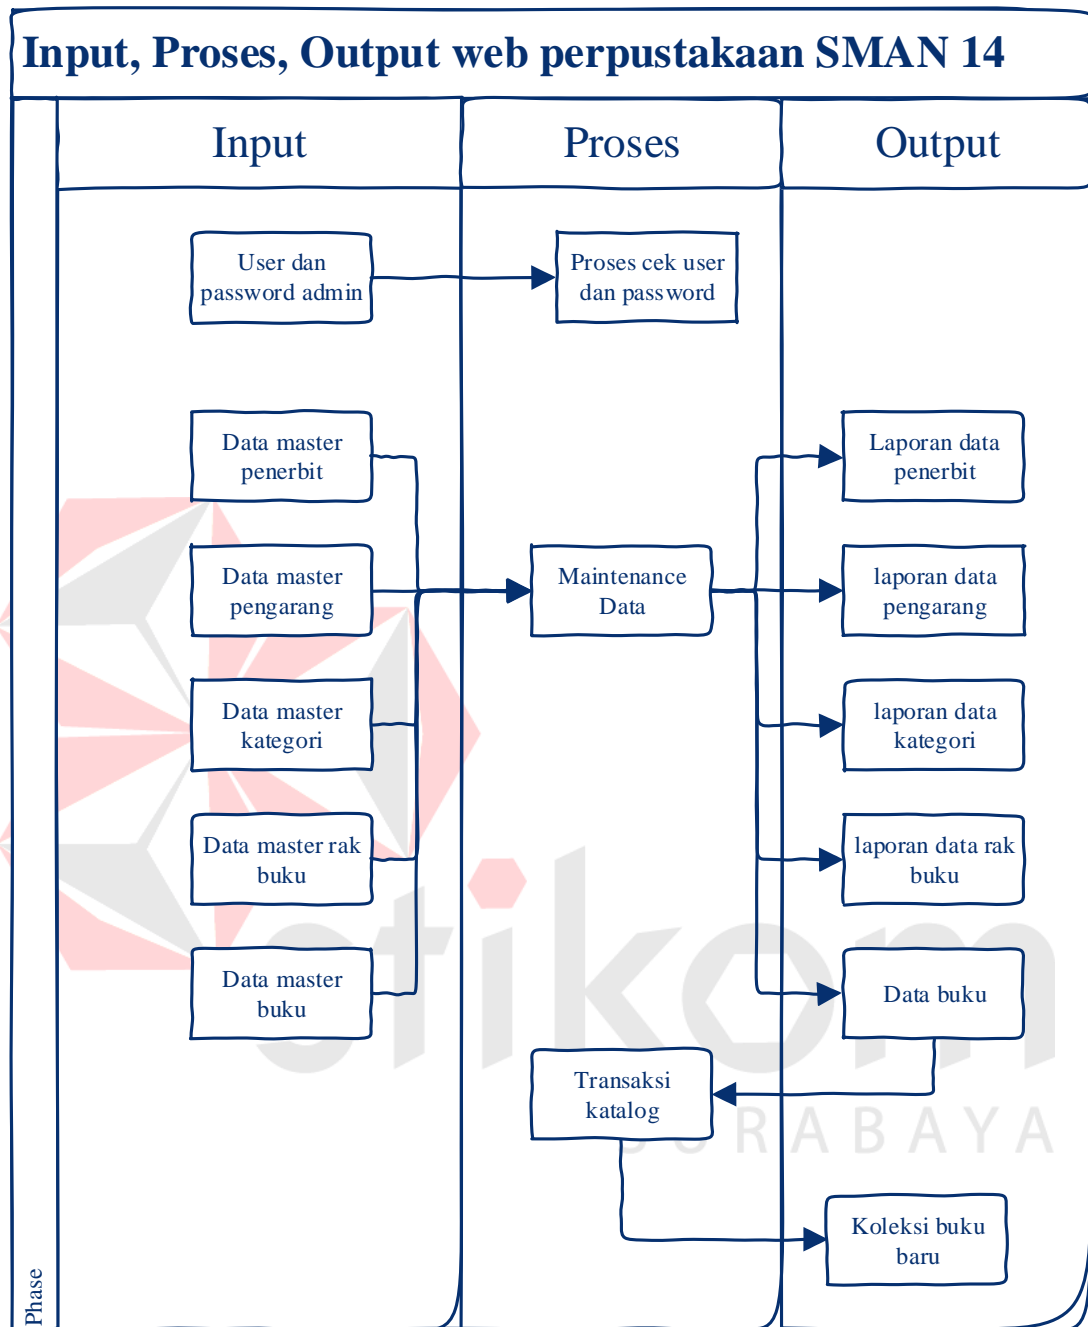 Input, Proses, Output web perpustakaan SMAN 14
Input
Proses
Output
User dan
password admin
Proses cek user
dan password
Data master
penerbit
Laporan data
penerbit
Data master
pengarang
Maintenance
Data
laporan data
pengarang
Data master
kategori
laporan data
kategori
Data master rak
buku
laporan data rak
buku
Data master
buku
Data buku
Transaksi
katalog
Koleksi buku
baru
Phase
stikom
SURABAYA